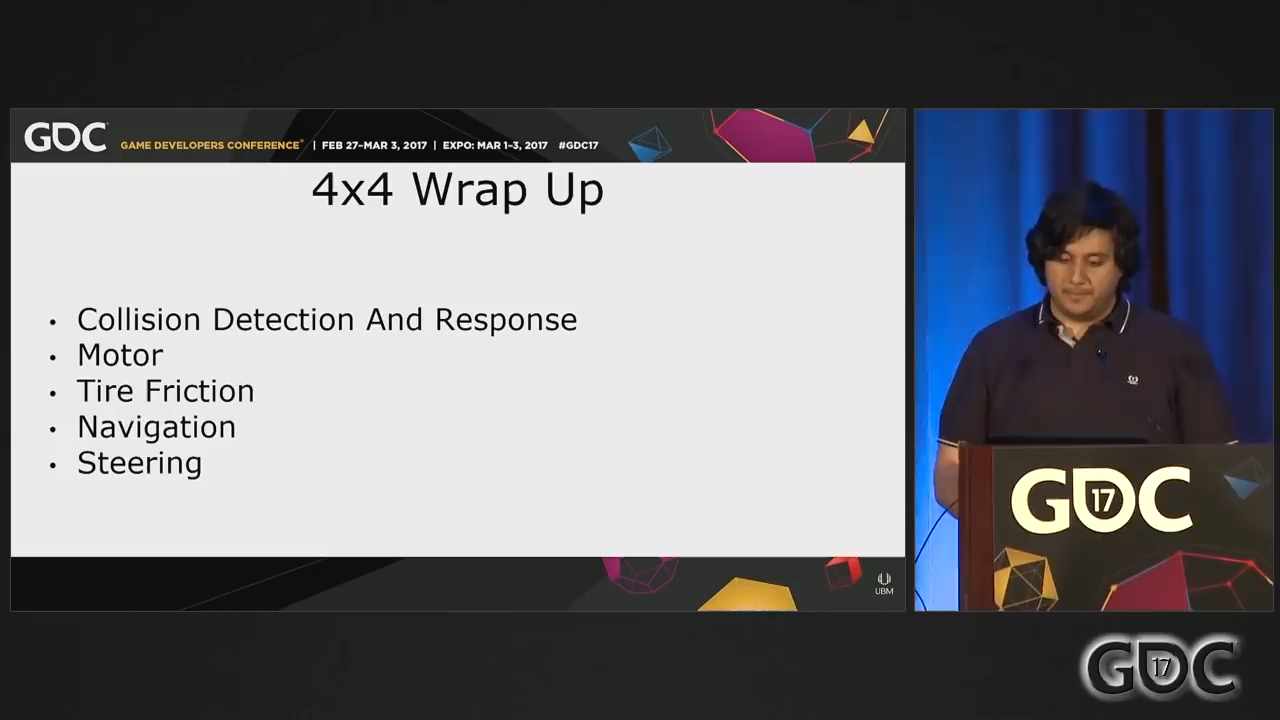 GDC
GAME DEVELOPERS CONFERENCE® | FEB 27–MAR 3, 2017 | EXPO: MAR 1–3, 2017 #GDC17
4x4 Wrap Up
• Collision Detection And Response
• Motor
• Tire Friction
• Navigation
• Steering
UBM
GDC 17
GDC 17